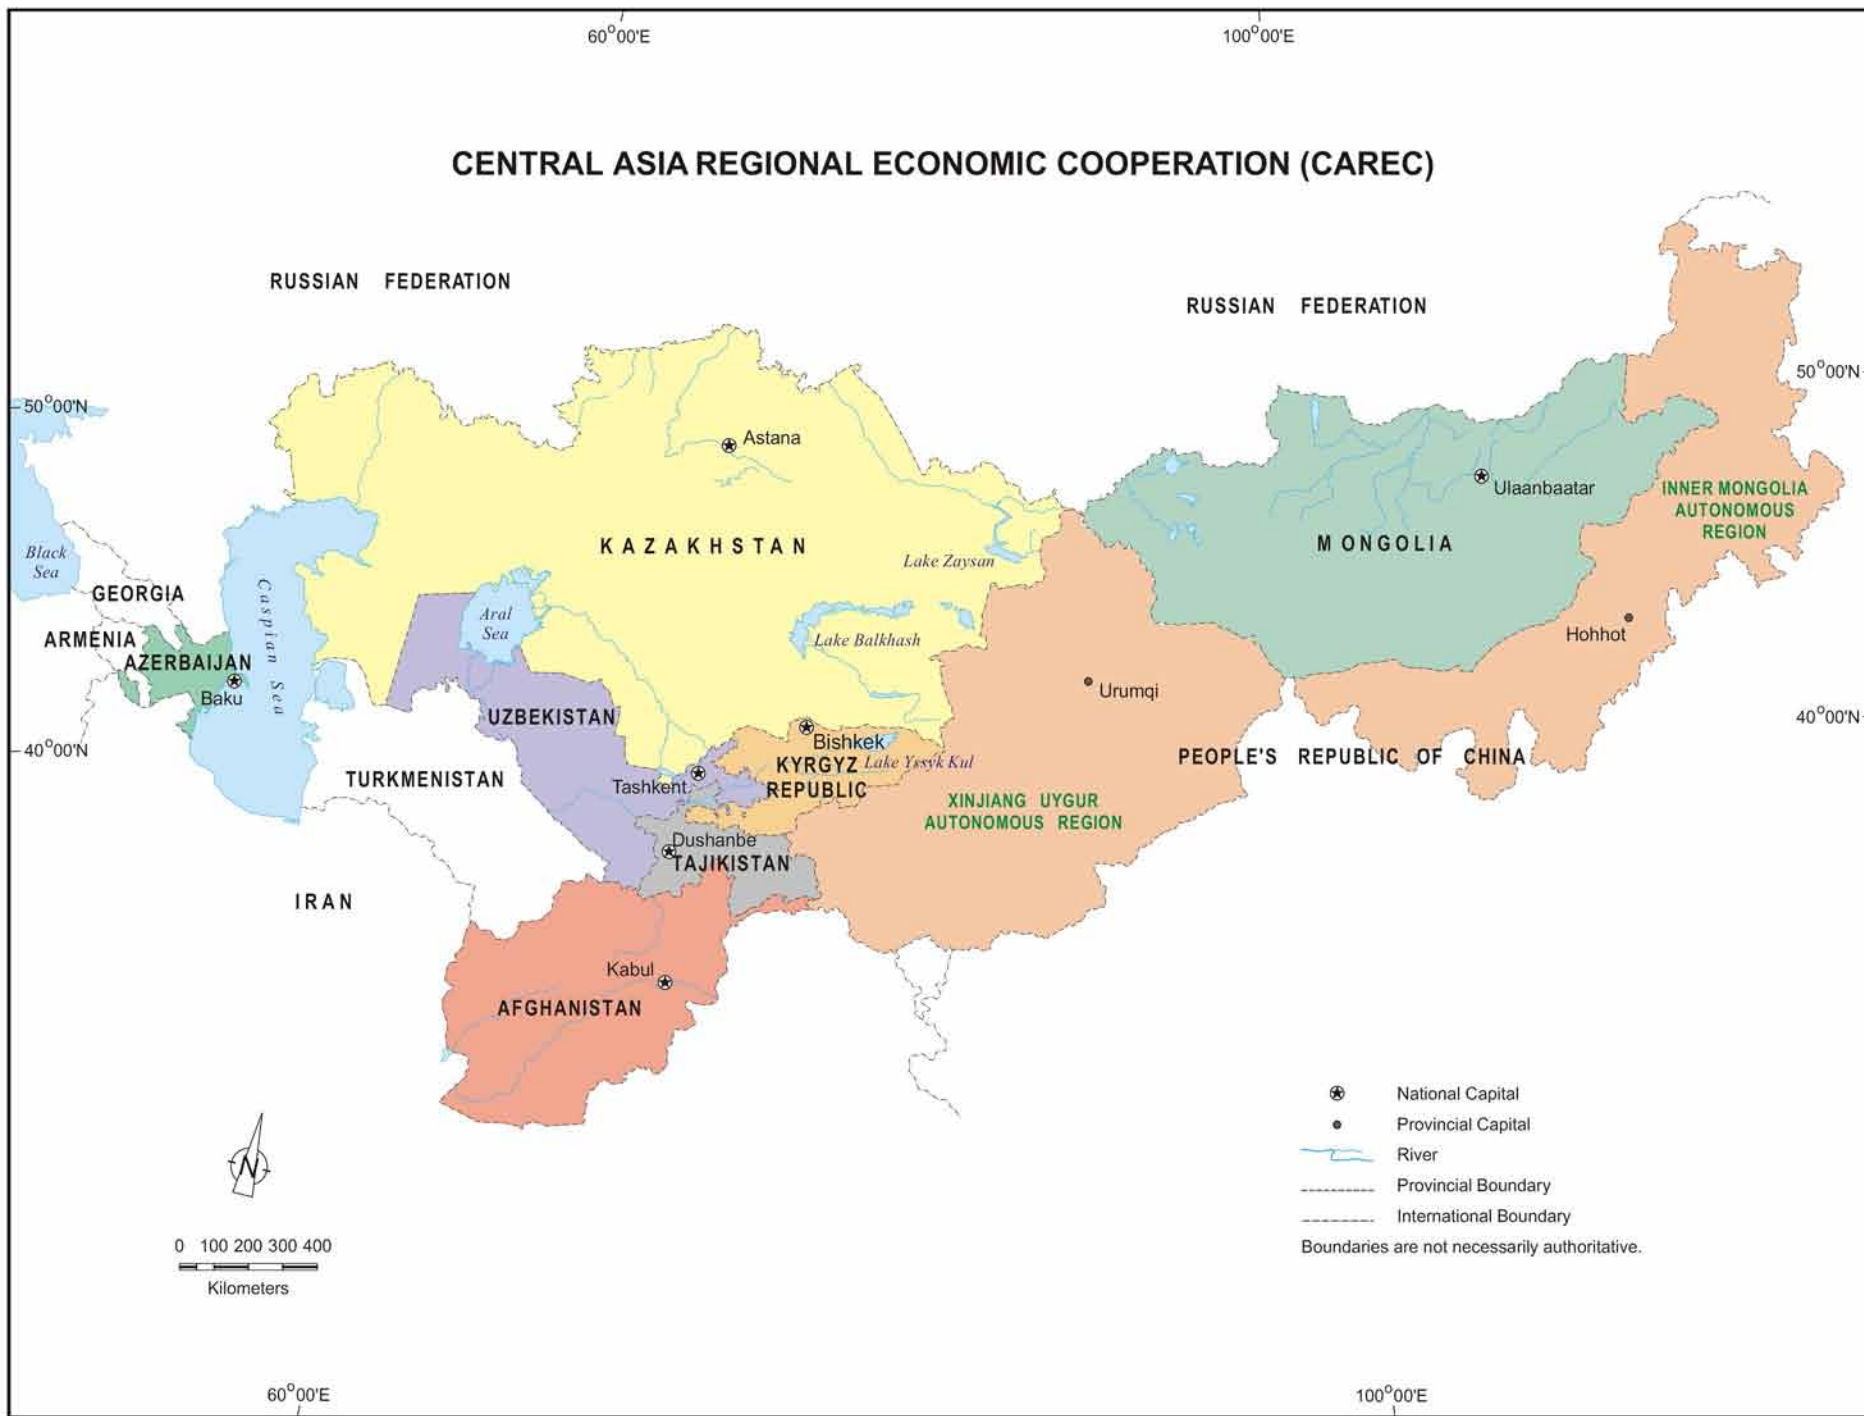 60°00'E
100°00'E
CENTRAL ASIA REGIONAL ECONOMIC COOPERATION (CAREC)
RUSSIAN FEDERATION
RUSSIAN FEDERATION
50°00'N
50°00'N
Astana
Ulaanbaatar
INNER MONGOLIA
AUTONOMOUS
REGION
KAZAKHSTAN
MONGOLIA
Black
Sea
Lake Zaysan
GEORGIA
Caspian Sea
Aral
Sea
ARMENIA
Lake Balkhash
Hohhot
AZERBAIJAN
Baku
Urumqi
UZBEKISTAN
40°00'N
40°00'N
Bishkek
PEOPLE'S REPUBLIC OF CHINA
KYRGYZ
REPUBLIC
Lake Yssyk Kul
TURKMENISTAN
Tashkent
XINJIANG UYGUR
AUTONOMOUS REGION
Dushanbe
TAJIKISTAN
IRAN
Kabul
AFGHANISTAN
National Capital
Provincial Capital
River
Provincial Boundary
International Boundary
Boundaries are not necessarily authoritative.
N
0 100 200 300 400
Kilometers
60°00'E
100°00'E